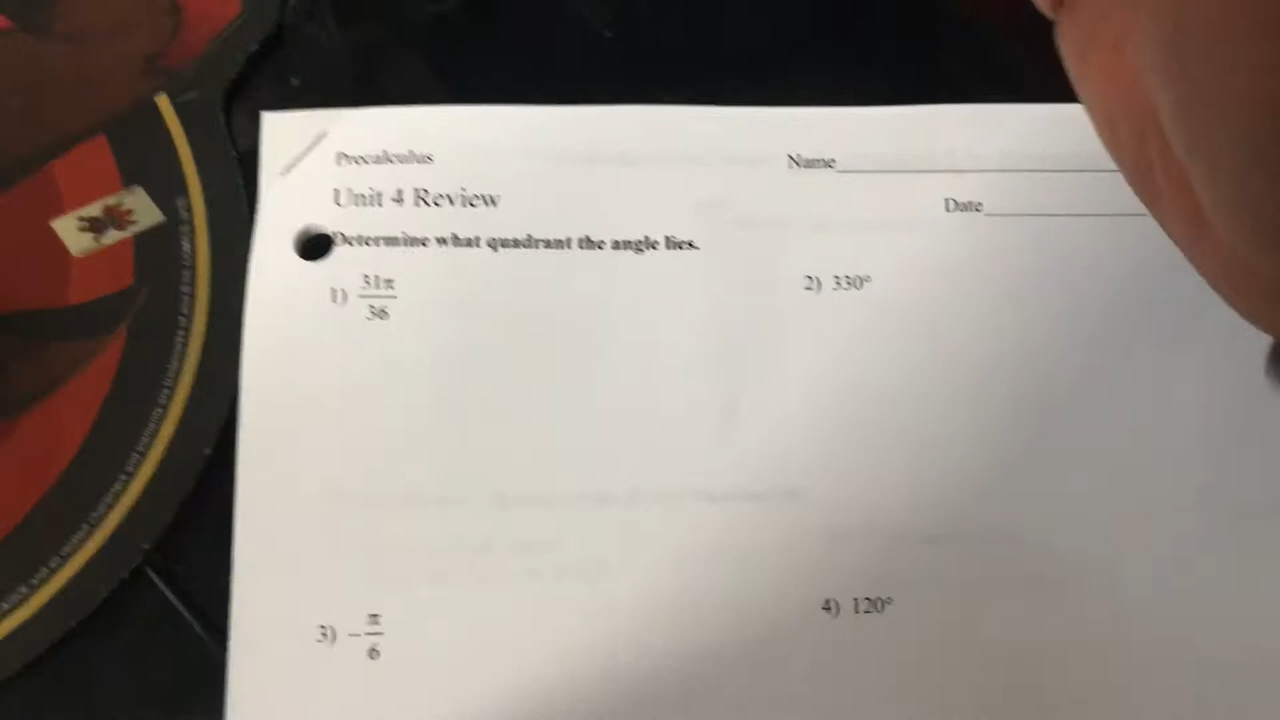 Precalculus
Name
Unit 4 Review
Date
Determine what quadrant the angle lies.
1) 31π/36
2) 330°
3) -π/6
4) 120°